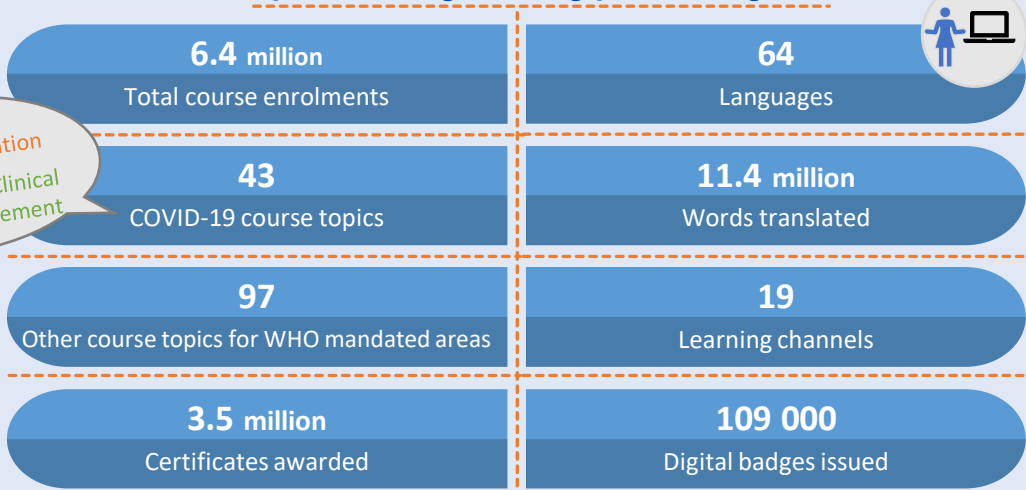 6.4 million
Total course enrolments
64
Languages
43
COVID-19 course topics
11.4 million
Words translated
97
Other course topics for WHO mandated areas
19
Learning channels
3.5 million
Certificates awarded
109 000
Digital badges issued